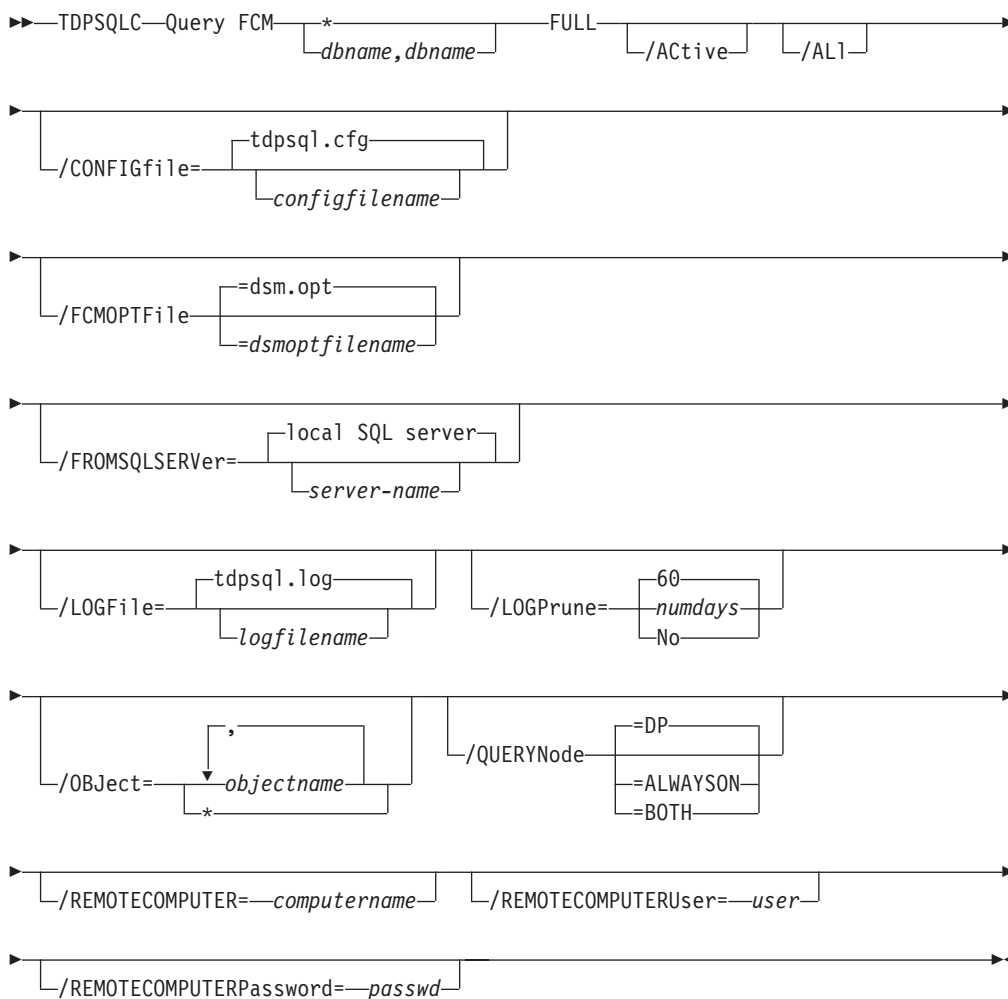 TDPSQLC Query FCM * FULL
dbname,dbname /ACtive /ALl
tdpsql.cfg
/CONFIGfile=
configfilename
=dsm.opt
/FCMOPTFile
=dsmoptfilename
local SQL server
/FROMSQLSERVer=
server-name
tdpsql.log 60
/LOGFile= /LOGPrune= numdays
logfilename No
, =DP
/QUERYNode
/OBJect= objectname =ALWAYSON
* =BOTH
/REMOTECOMPUTER= computername /REMOTECOMPUTERUser= user
/REMOTECOMPUTERPassword= passwd